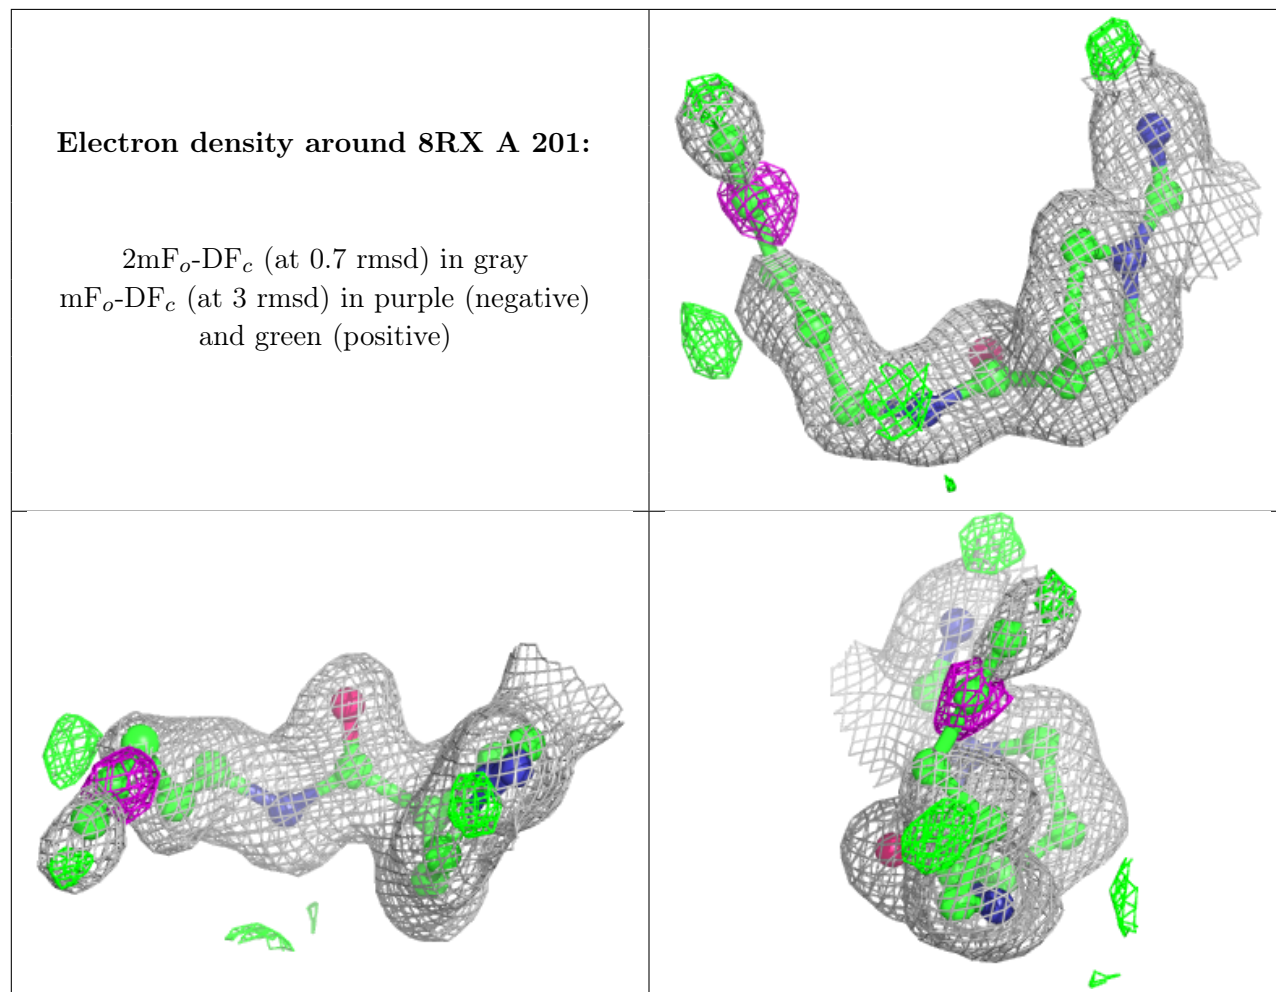 Electron density around 8RX A 201:
2mFo-DFc (at 0.7 rmsd) in gray
mFo-DFc (at 3 rmsd) in purple (negative)
and green (positive)